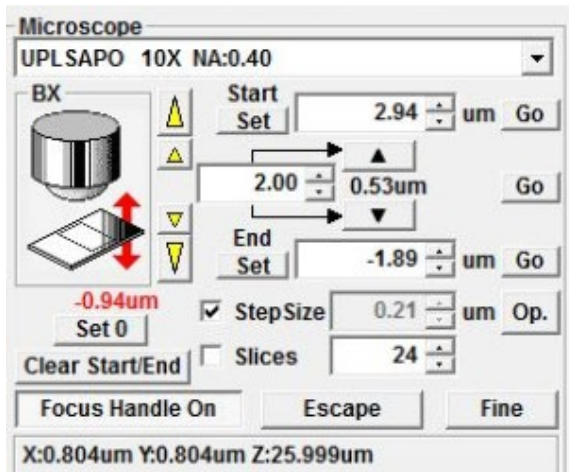 Microscope
UPLSAPO 10X NA:0.40
BX
Start
Set 2.94 um Go
2.00 0.53um Go
End
Set -1.89 um Go
-0.94um
Set 0
StepSize 0.21 um Op.
Clear Start/End
Slices 24
Focus Handle On Escape Fine
X:0.804um Y:0.804um Z:25.999um